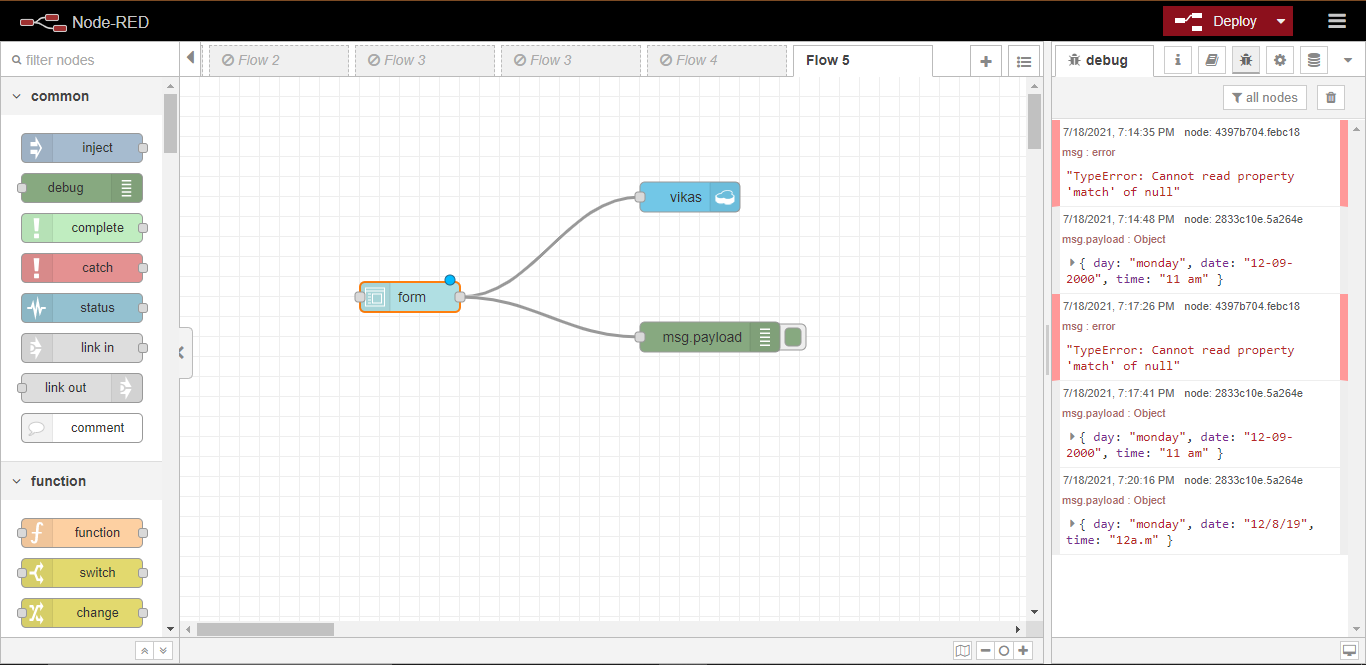 Node-RED
Deploy
filter nodes
Flow 2
Flow 3
Flow 3
Flow 4
Flow 5
debug
all nodes
common
inject
debug
complete
catch
status
link in
link out
comment
function
function
switch
change
form
vikas
msg.payload
7/18/2021, 7:14:35 PM node: 4397b704.febc18
msg : error
"TypeError: Cannot read property
'match' of null"
7/18/2021, 7:14:48 PM node: 2833c10e.5a264e
msg.payload : Object
{ day: "monday", date: "12-09-
2000", time: "11 am" }
7/18/2021, 7:17:26 PM node: 4397b704.febc18
msg : error
"TypeError: Cannot read property
'match' of null"
7/18/2021, 7:17:41 PM node: 2833c10e.5a264e
msg.payload : Object
{ day: "monday", date: "12-09-
2000", time: "11 am" }
7/18/2021, 7:20:16 PM node: 2833c10e.5a264e
msg.payload : Object
{ day: "monday", date: "12/8/19",
time: "12a.m" }